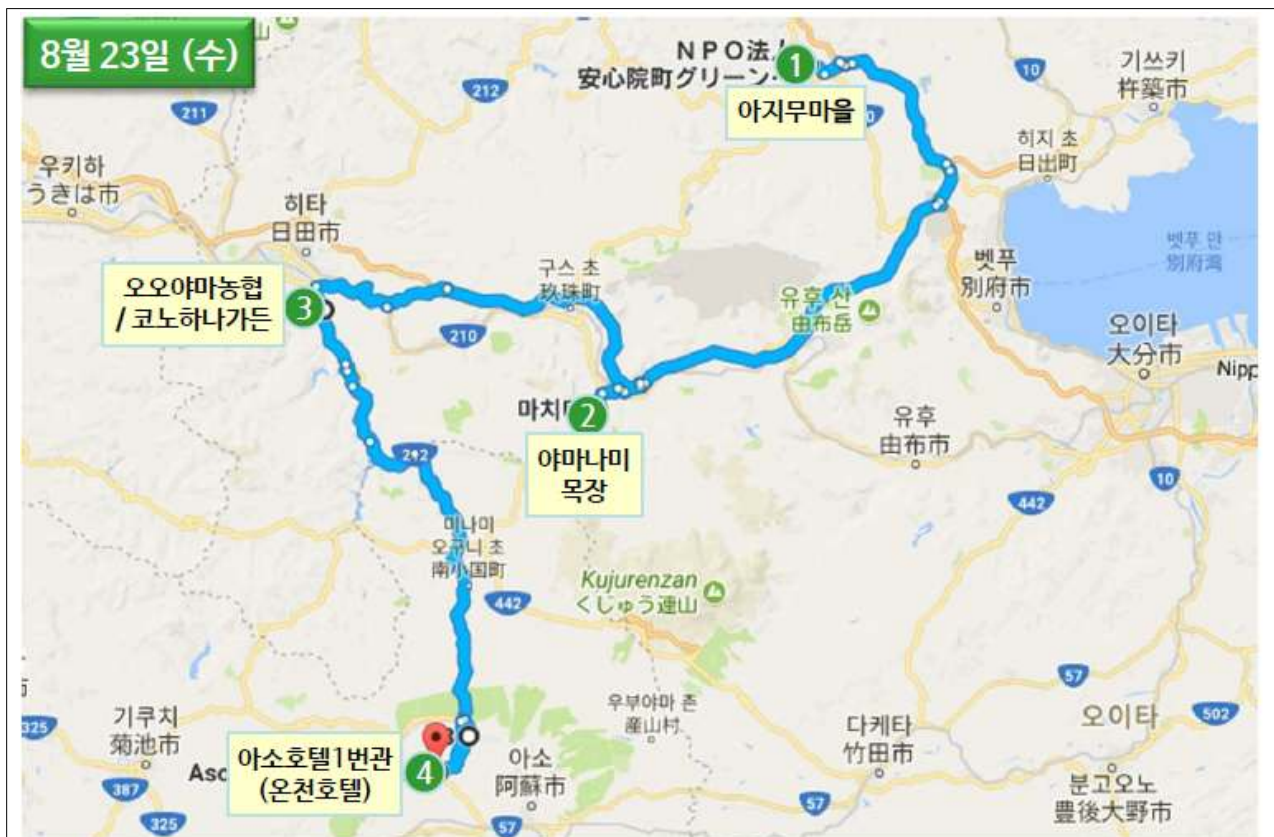 8월 23일 (수)
山
NPO法
安心院町グリーン
1
아지무마을
10
기쓰키
杵築市
212
211
우키하
うきは市
히지 초
日出町
히타
日田市
벳푸 만
別府湾
구스 초
玖珠町
벳푸
別府市
오오야마농협
/ 코노하나가든
3
유후 산
由布岳
210
오이타
大分市
Nipp
마치
2
야마나미
목장
유후
由布市
10
442
미나미
오구니 초
南小国町
Kujurenzan
くじゅう連山
442
57
우부야마 촌
産山村
오이타
502
325
기쿠치
菊池市
다케타
竹田市
아소호텔1번관
(온천호텔)
4
Aso
아소
阿蘇市
387
325
57
57
분고오노
豊後大野市